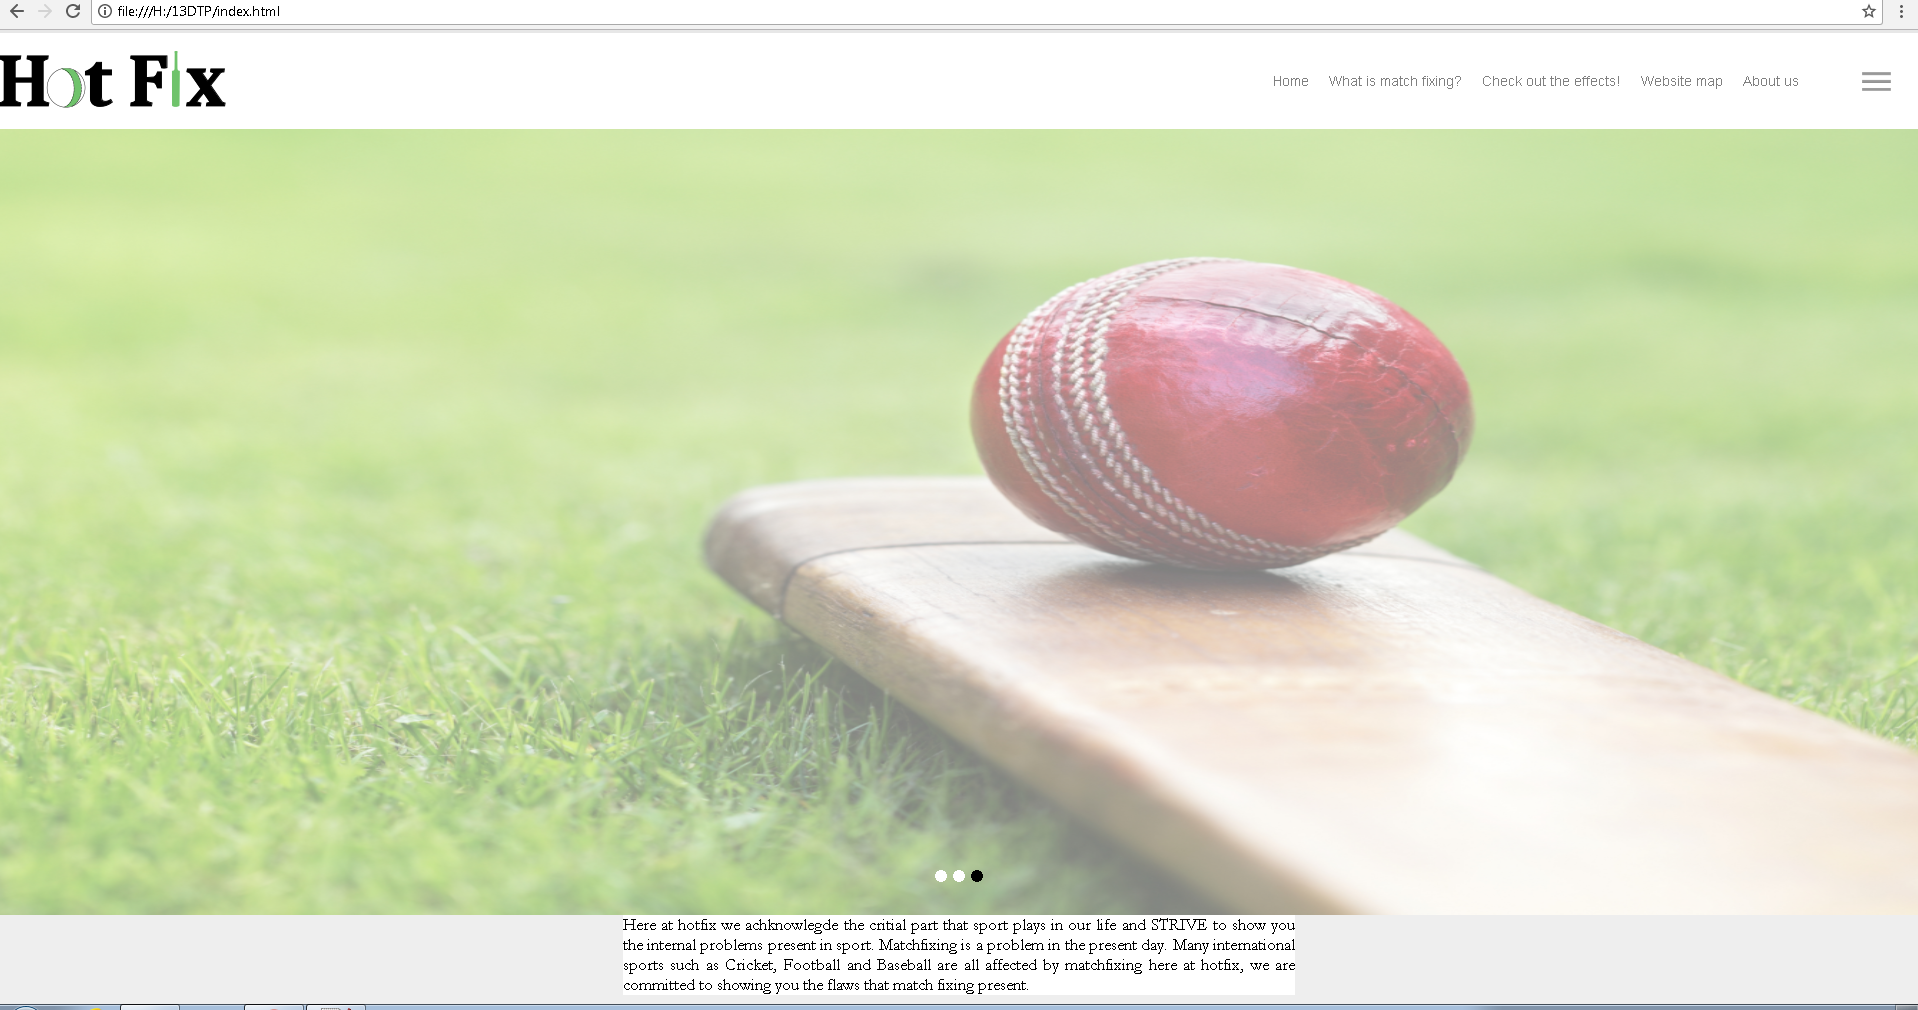 file:///H:/13DTP/index.html
Hot Fix
Home What is match fixing? Check out the effects! Website map About us
Here at hotfix we achknowlegde the critial part that sport plays in our life and STRIVE to show you
the internal problems present in sport. Matchfixing is a problem in the present day. Many international
sports such as Cricket, Football and Baseball are all affected by matchfixing here at hotfix, we are
committed to showing you the flaws that match fixing present.